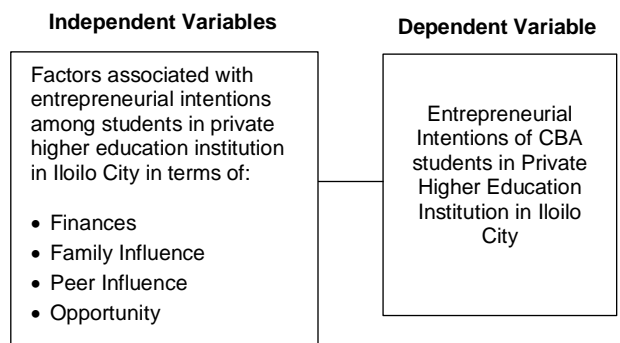 Independent Variables
Factors associated with
entrepreneurial intentions
among students in private
higher education institution
in Iloilo City in terms of:
• Finances
• Family Influence
• Peer Influence
• Opportunity
Dependent Variable
Entrepreneurial
Intentions of CBA
students in Private
Higher Education
Institution in Iloilo
City